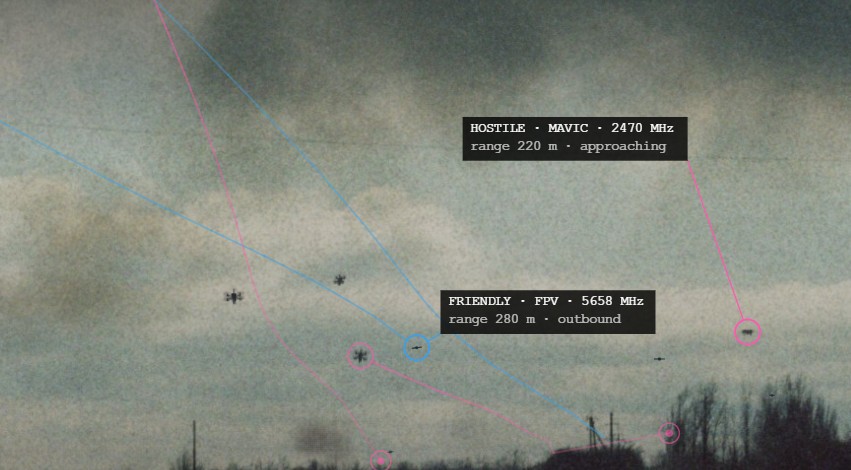 HOSTILE · MAVIC · 2470 MHz
range 220 m · approaching
FRIENDLY · FPV · 5658 MHz
range 280 m · outbound